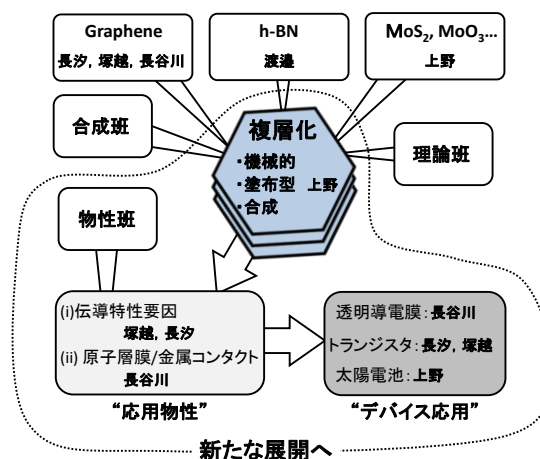 Graphene
長汐, 塚越, 長谷川
h-BN
渡邉
MoS2, MoO3…
上野
合成班
複層化
・機械的
・塗布型 上野
・合成
理論班
物性班
(i)伝導特性要因
塚越, 長汐
(ii) 原子層膜/金属コンタクト
長谷川
“応用物性”
透明導電膜：長谷川
トランジスタ：長汐, 塚越
太陽電池：上野
“デバイス応用”
新たな展開へ